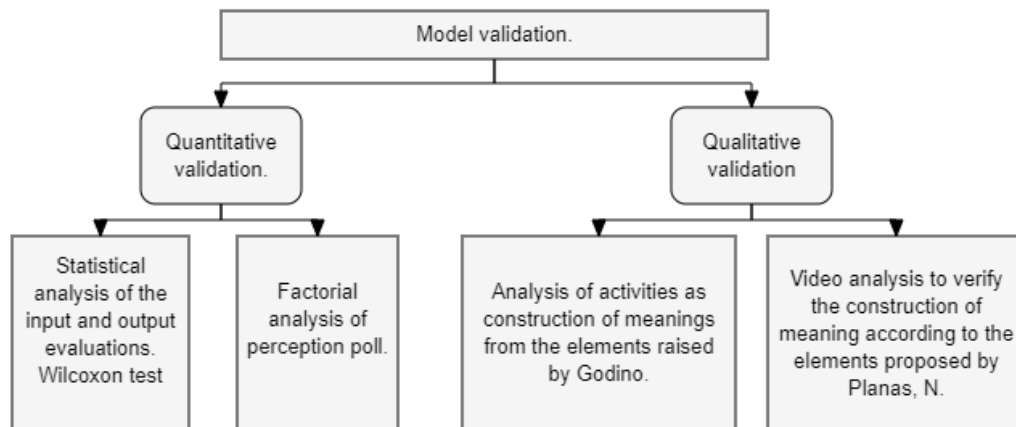 Model validation.
Quantitative
validation.
Qualitative
validation
Statistical
analysis of the
input and output
evaluations.
Wilcoxon test
Factorial
analysis of
perception poll.
Analysis of activities as
construction of meanings
from the elements raised
by Godino.
Video analysis to verify
the construction of
meaning according to the
elements proposed by
Planas, N.